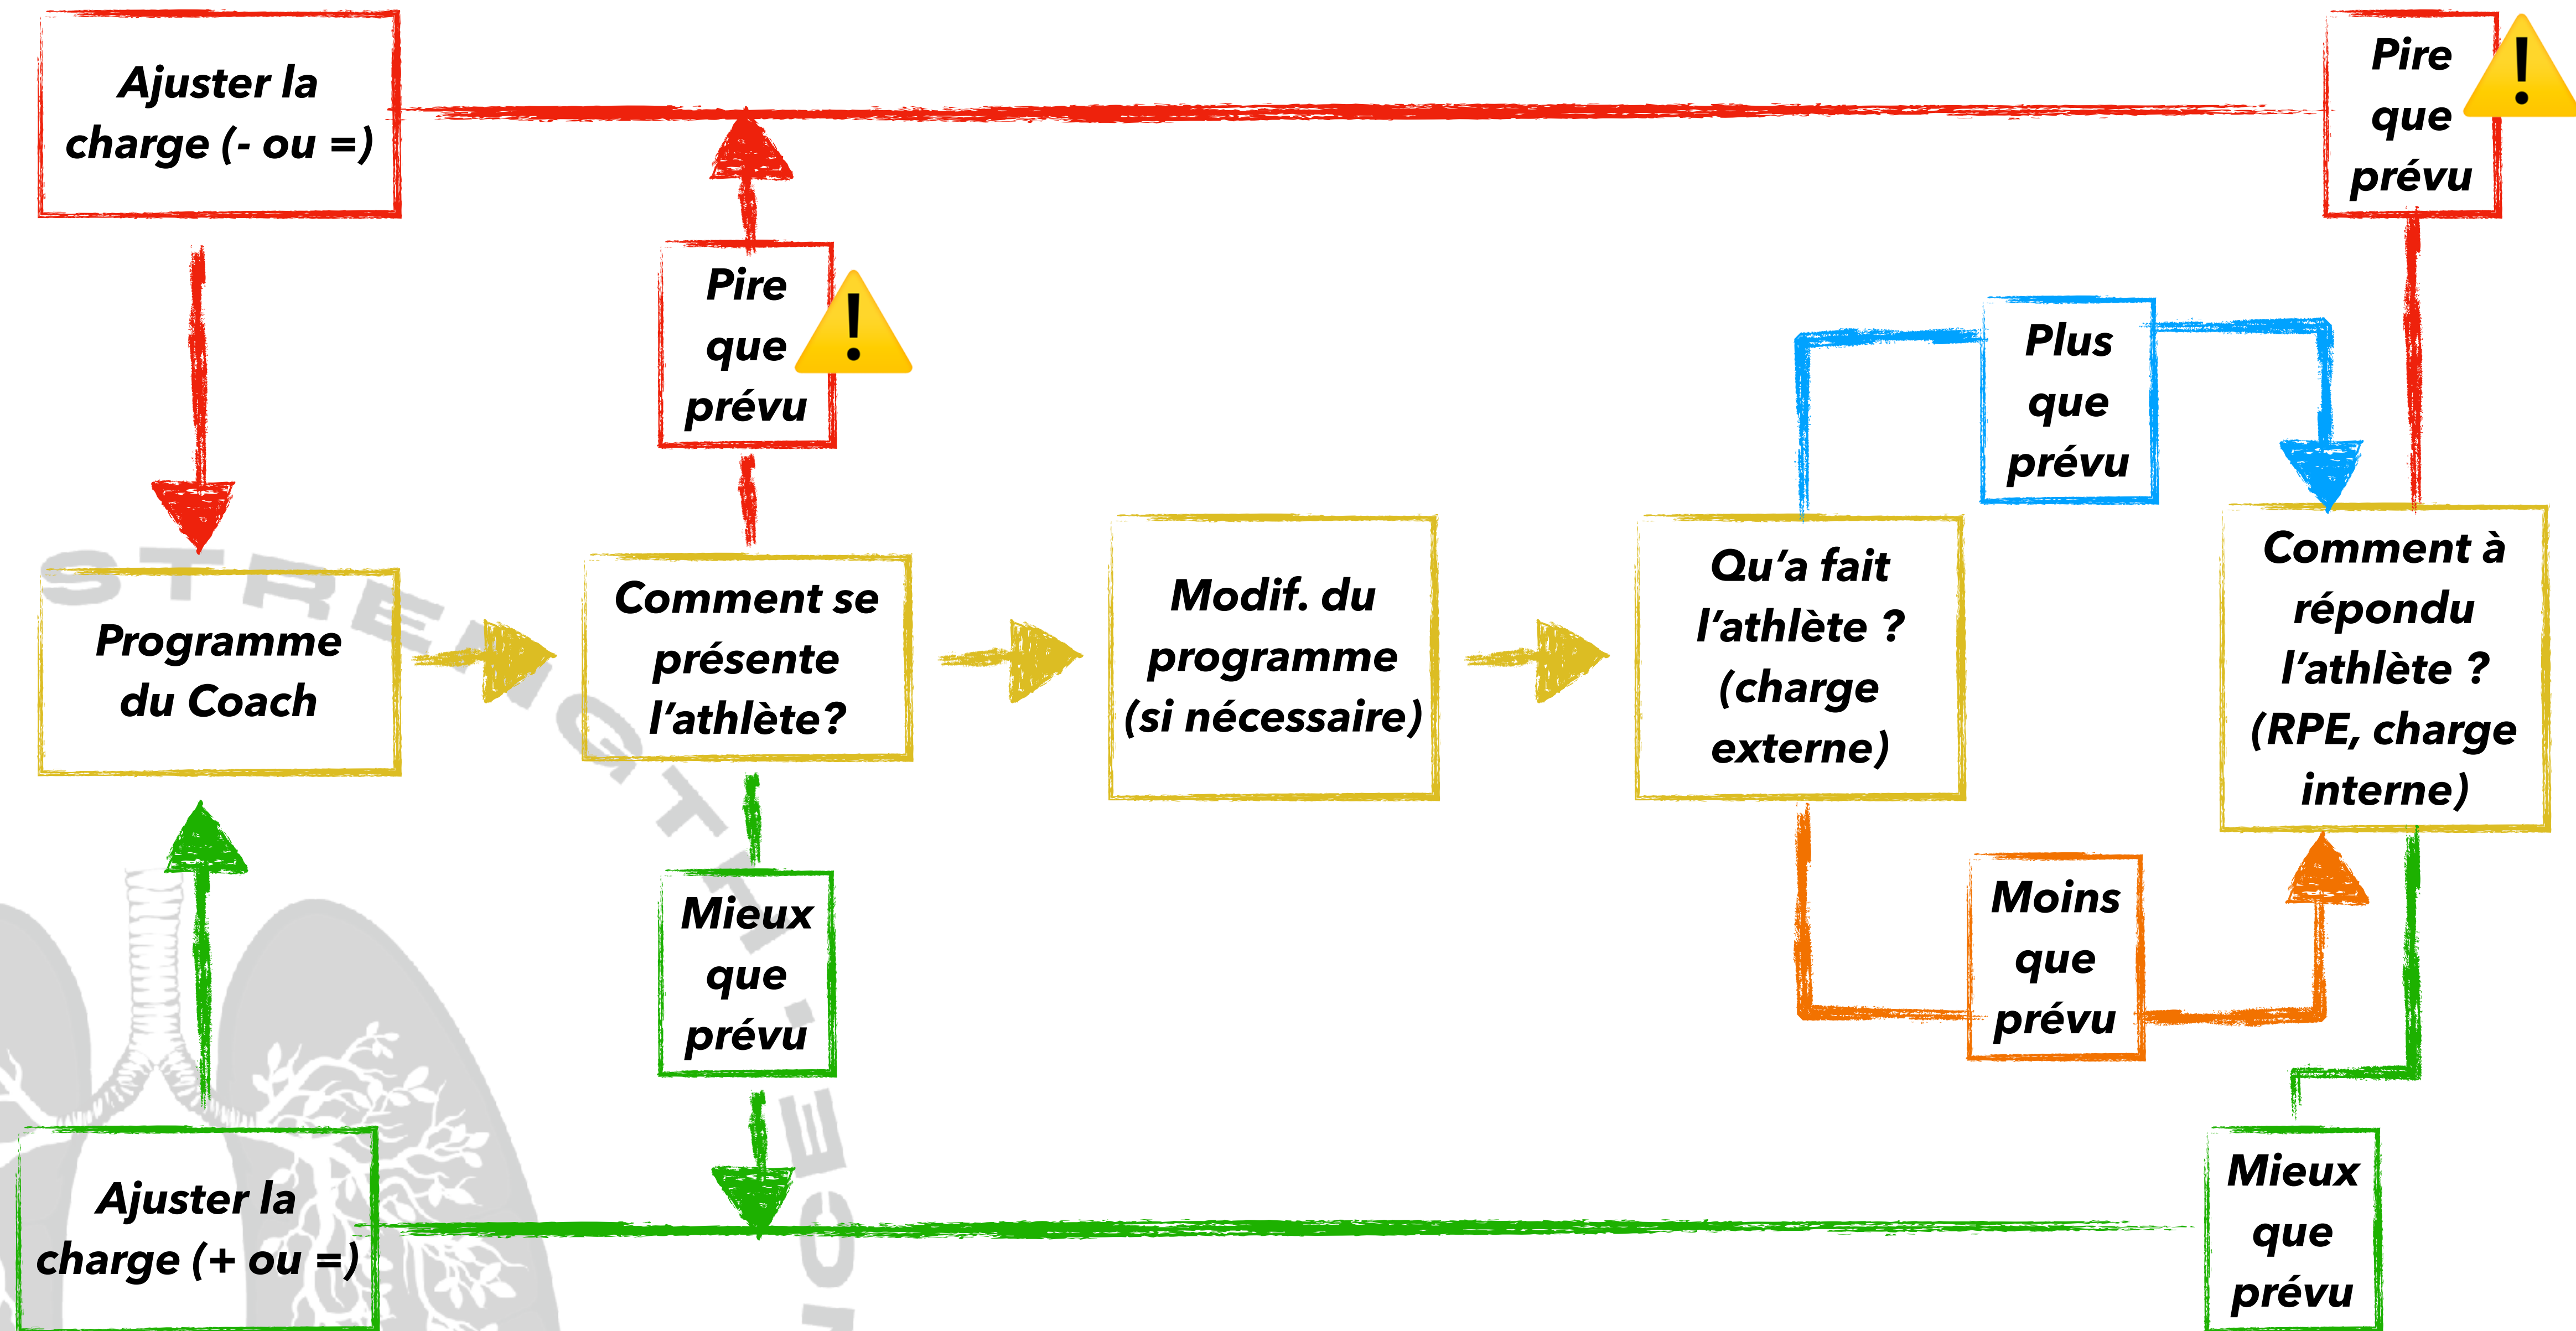 Ajuster la
charge (- ou =)
Pire
que
prévu
Pire
que
prévu
Plus
que
prévu
Programme
du Coach
Comment se
présente
l'athlète?
Modif. du
programme
(si nécessaire)
Qu'a fait
l'athlète ?
(charge
externe)
Comment à
répondu
l'athlète ?
(RPE, charge
interne)
Mieux
que
prévu
Moins
que
prévu
Ajuster la
charge (+ ou =)
Mieux
que
prévu